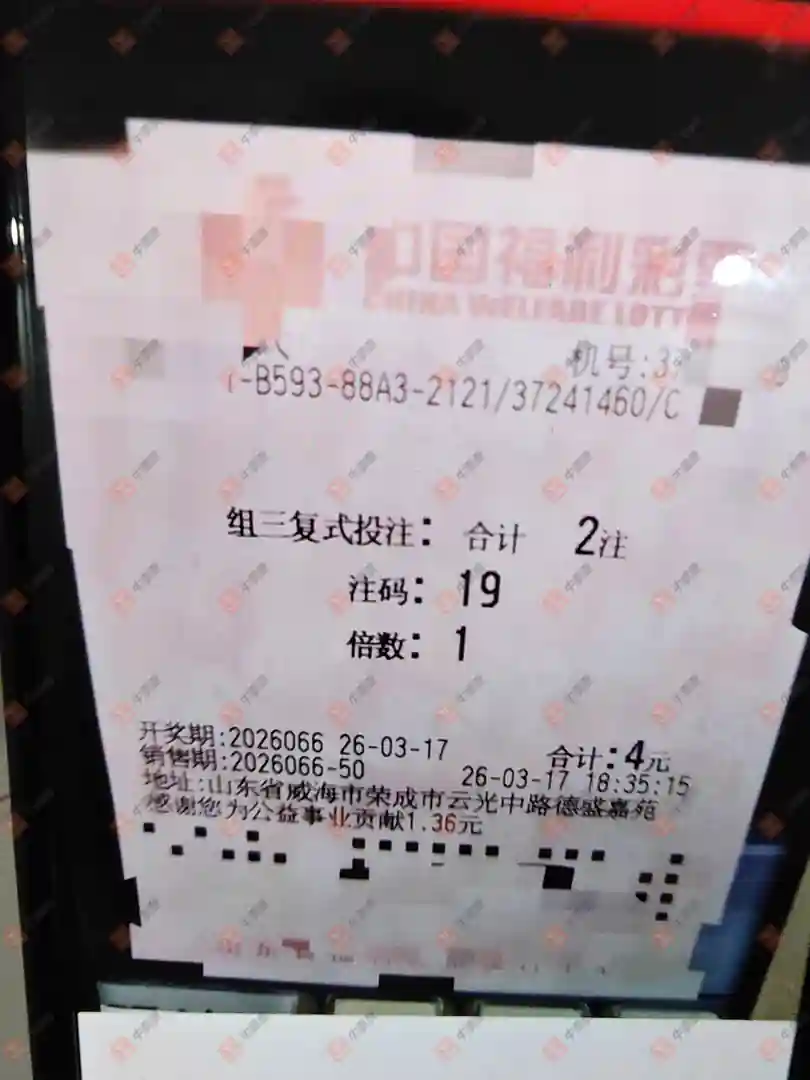 中国福利彩票
CHINA WELFARE LOTT
机号:3
-B593-88A3-2121/37241460/C
组三复式投注: 合计 2注
注码: 19
倍数: 1
开奖期:2026066 26-03-17 合计:4元
销售期:2026066-50 26-03-17 18:35:15
地址:山东省威海市荣成市云光中路德盛嘉苑
感谢您为公益事业贡献1.36元